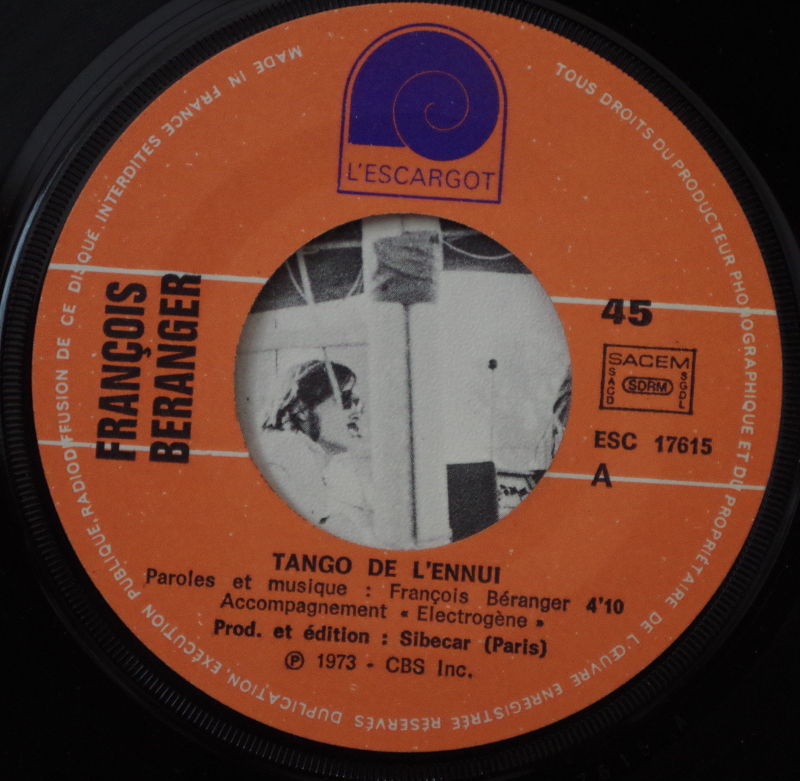 L'ESCARGOT
MADE IN FRANCE
TOUS DROITS DU PRODUCTEUR PHONOGRAPHIQUE ET DU PROPRIÉTAIRE DE L'ŒUVRE ENREGISTRÉE RÉSERVÉS DUPLICATION, EXÉCUTION PUBLIQUE, RADIODIFFUSION DE CE DISQUE INTERDITES
FRANÇOIS
BERANGER
45
SACEM
SACD
SDRM
SGDL
ESC 17615
A
TANGO DE L'ENNUI
Paroles et musique : François Béranger 4'10
Accompagnement « Electrogène »
Prod. et édition : Sibecar (Paris)
℗ 1973 - CBS Inc.